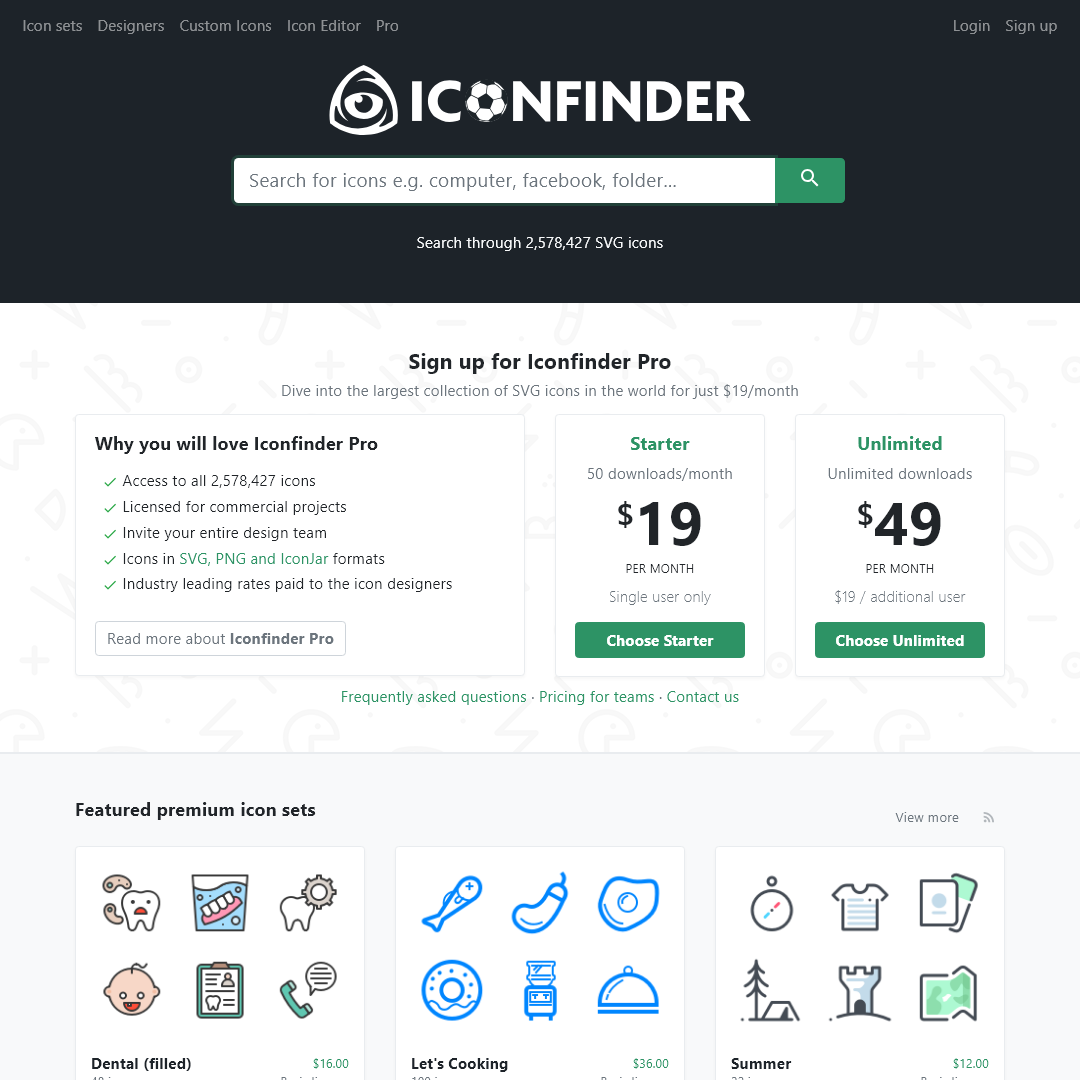 Icon sets Designers Custom Icons Icon Editor Pro Login Sign up
ICONFINDER
Search for icons e.g. computer, facebook, folder...
Search through 2,578,427 SVG icons
Sign up for Iconfinder Pro
Dive into the largest collection of SVG icons in the world for just $19/month
Why you will love Iconfinder Pro
Access to all 2,578,427 icons
Licensed for commercial projects
Invite your entire design team
Icons in SVG, PNG and IconJar formats
Industry leading rates paid to the icon designers
Read more about Iconfinder Pro
Starter
50 downloads/month
$19
PER MONTH
Single user only
Choose Starter
Unlimited
Unlimited downloads
$49
PER MONTH
$19 / additional user
Choose Unlimited
Frequently asked questions · Pricing for teams · Contact us
Featured premium icon sets
View more
Dental (filled) $16.00
Let's Cooking $36.00
Summer $12.00